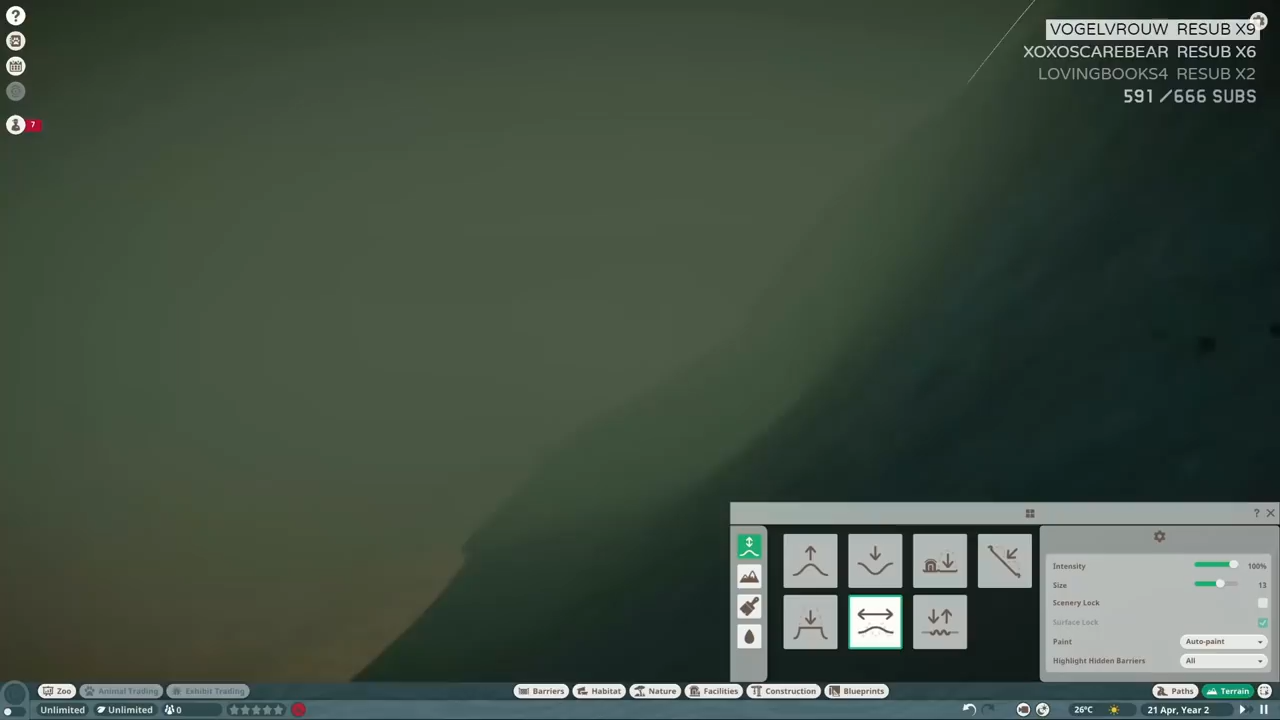 ?
VOGELVROUW RESUB X9
XOXOSCAREBEAR RESUB X6
LOVINGBOOKS4 RESUB X2
591 /666 SUBS
7
?
Intensity 100%
Size 13
Scenery Lock
Surface Lock
Paint Auto-paint
Highlight Hidden Barriers All
Zoo Animal Trading Exhibit Trading Barriers Habitat Nature Facilities Construction Blueprints Paths Terrain
Unlimited Unlimited 0 26°C 21 Apr, Year 2